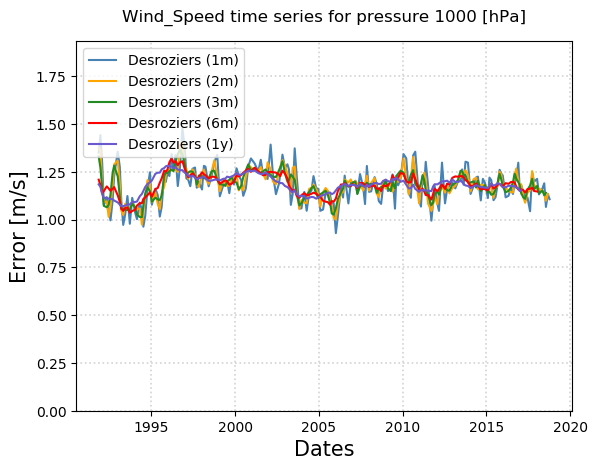 Wind_Speed time series for pressure 1000 [hPa]
Desroziers (1m)
Desroziers (2m)
Desroziers (3m)
Desroziers (6m)
Desroziers (1y)
Error [m/s]
1.75
1.50
1.25
1.00
0.75
0.50
0.25
0.00
1995 2000 2005 2010 2015 2020
Dates